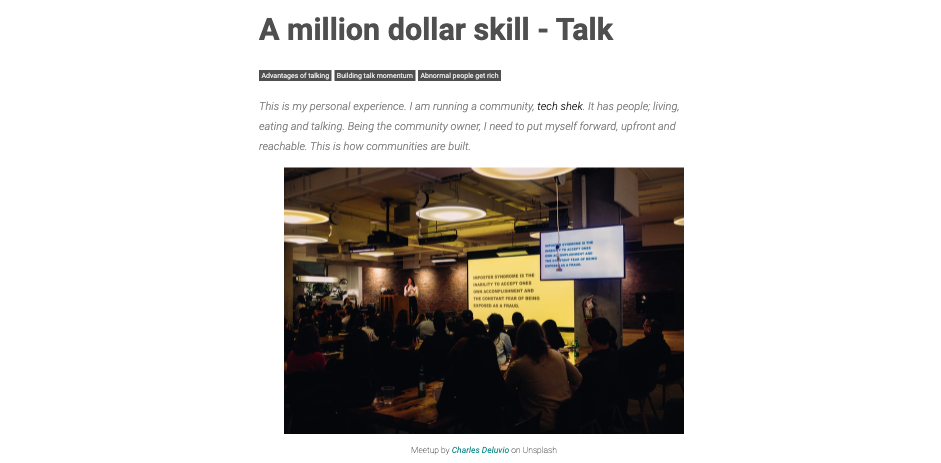 A million dollar skill - Talk
Advantages of talking Building talk momentum Abnormal people get rich
This is my personal experience. I am running a community, tech shek. It has people; living,
eating and talking. Being the community owner, I need to put myself forward, upfront and
reachable. This is how communities are built.
IMPOSTER SYNDROME IS THE
INABILITY TO ACCEPT ONES
OWN ACCOMPLISHMENT AND
THE CONSTANT FEAR OF BEING
EXPOSED AS A FRAUD.
SYNDROME IS THE
TO ACCEPT ONES
OWN ACCOMPLISHMENT AND
THE CONSTANT FEAR OF BEING
EXPOSED AS A FRAUD.
Meetup by Charles Deluvio on Unsplash